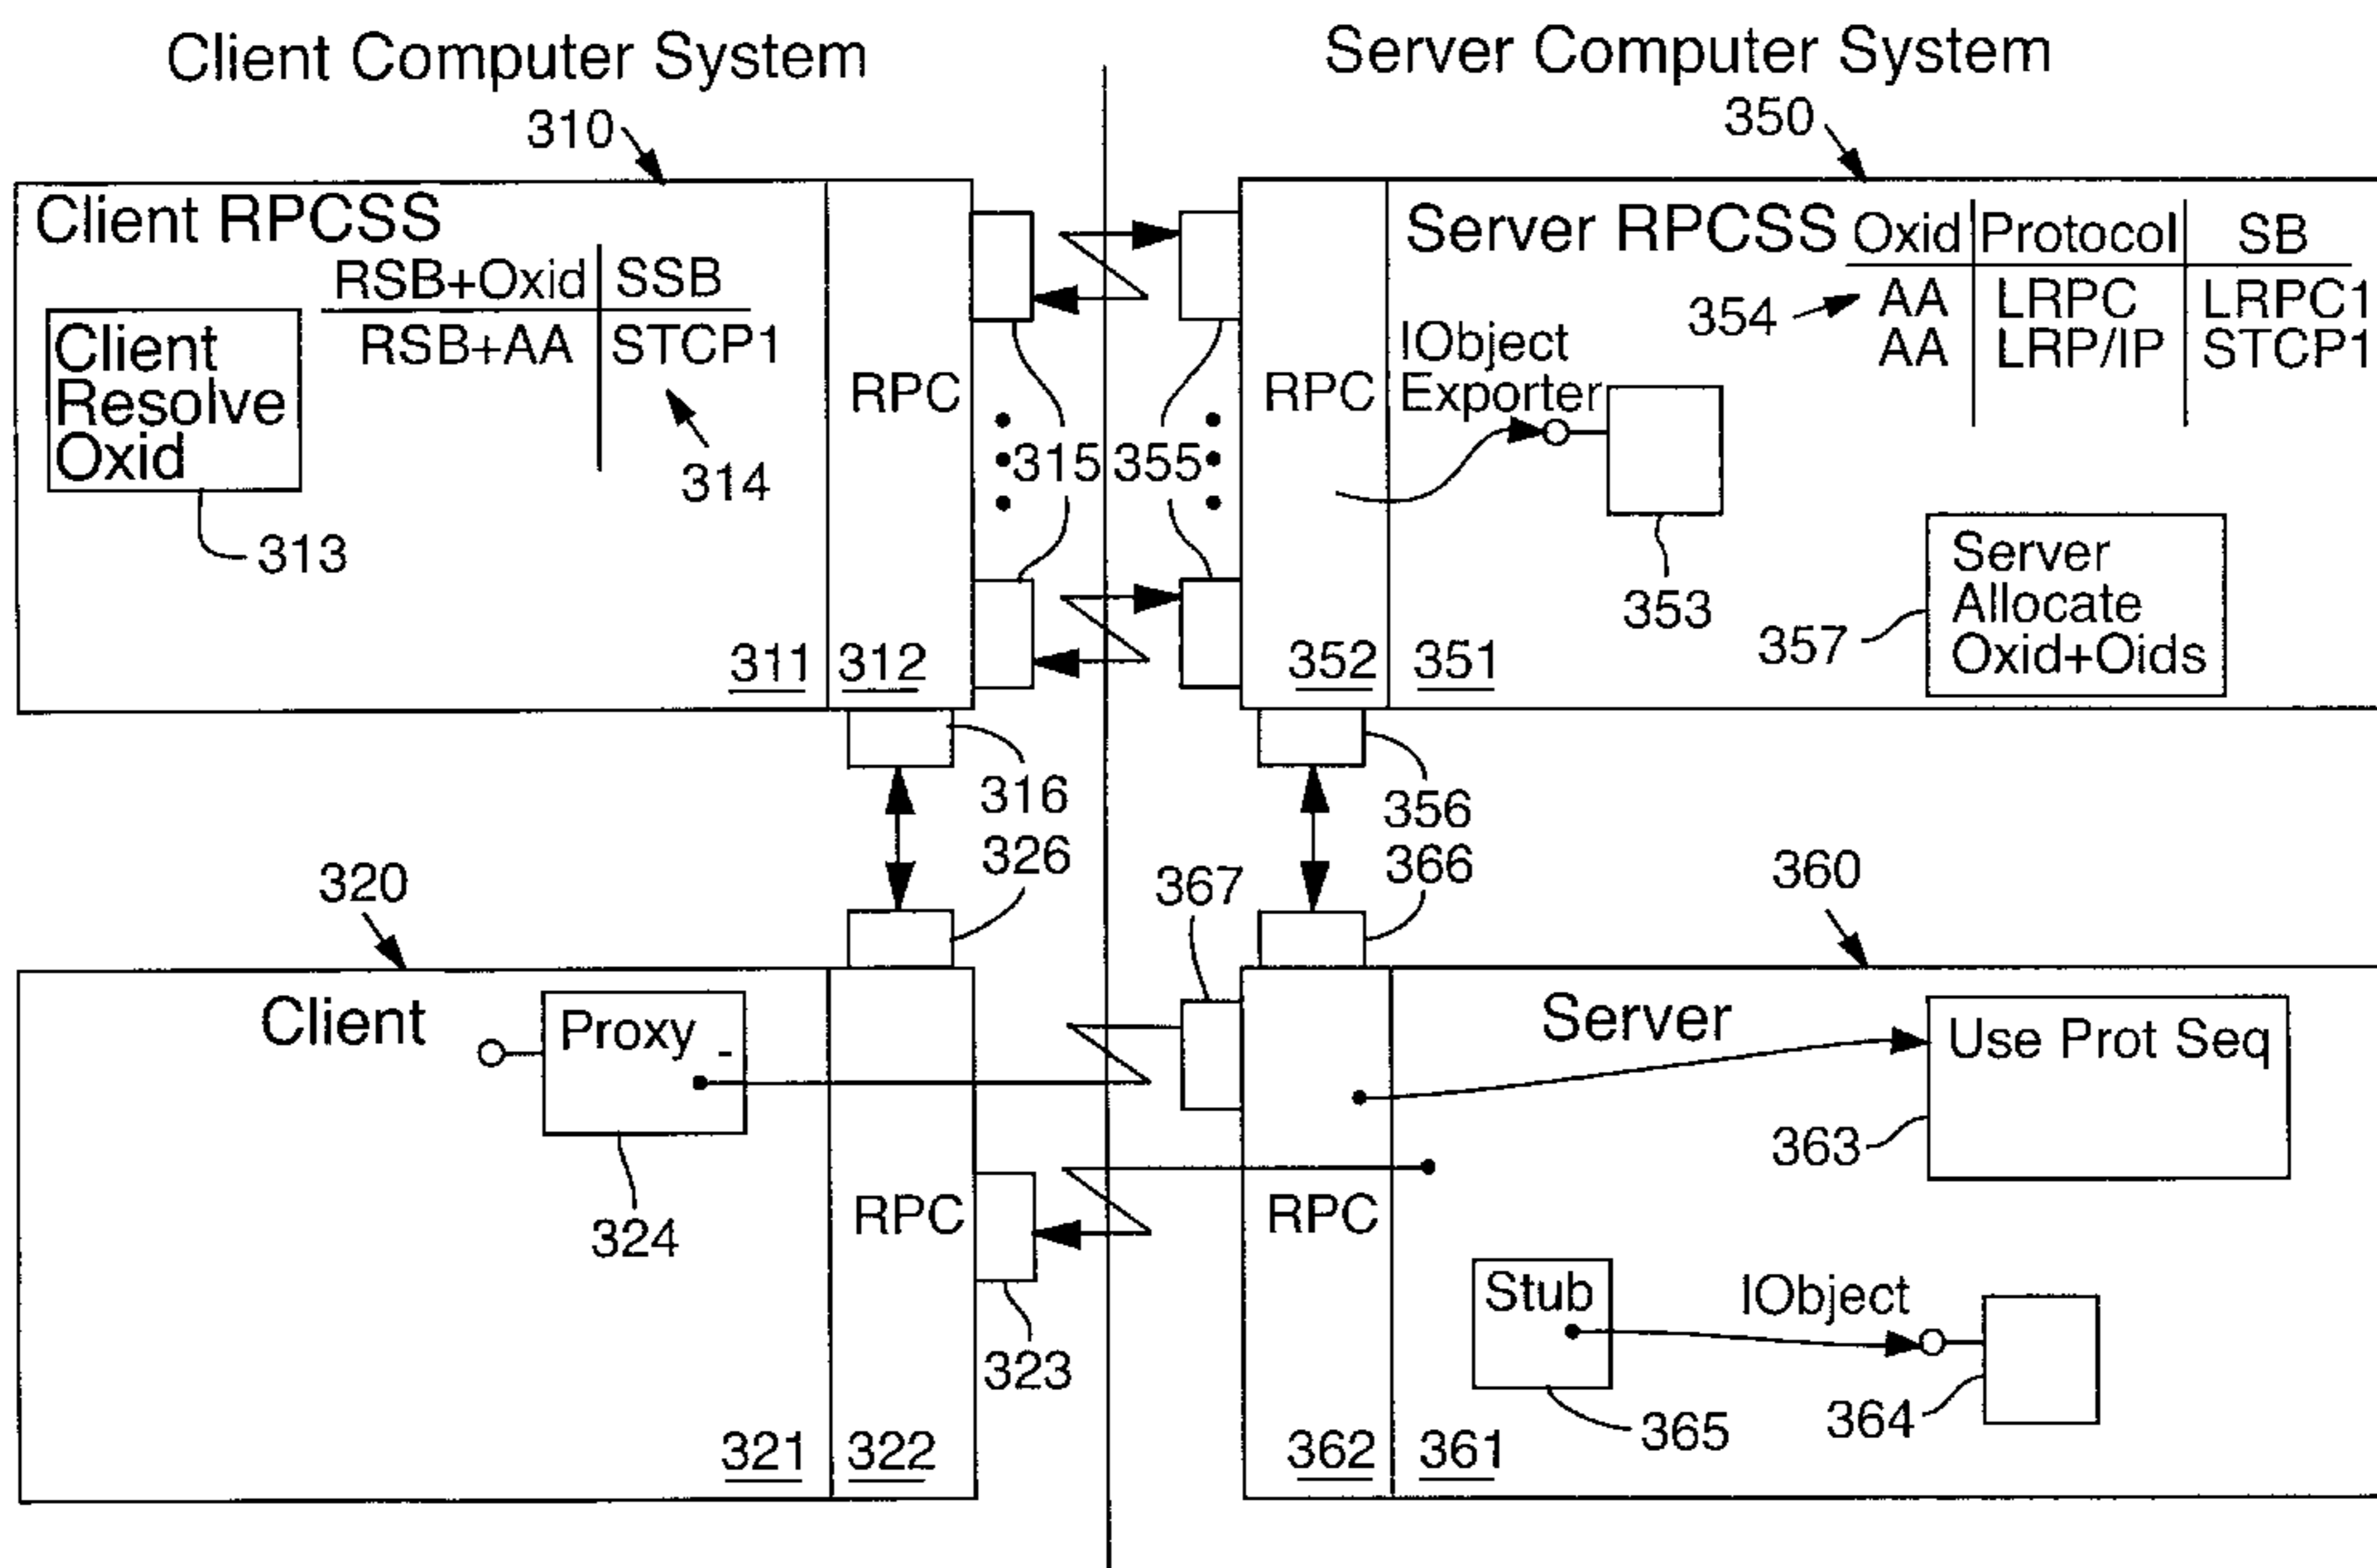 Client Computer System
Server Computer System
310
350
Client RPCSS
RSB+Oxid SSB
RSB+AA STCP1
Client
Resolve
Oxid
313
314
RPC
311
312
315
355
316
326
Server RPCSS
Oxid Protocol SB
AA LRPC LRPC1
AA LRP/IP STCP1
354
RPC
IObject
Exporter
353
Server
Allocate
Oxid+Oids
357
352
351
356
366
320
Client
Proxy -
324
RPC
323
321
322
367
360
Server
Use Prot Seq
363
RPC
Stub
IObject
365
364
362
361